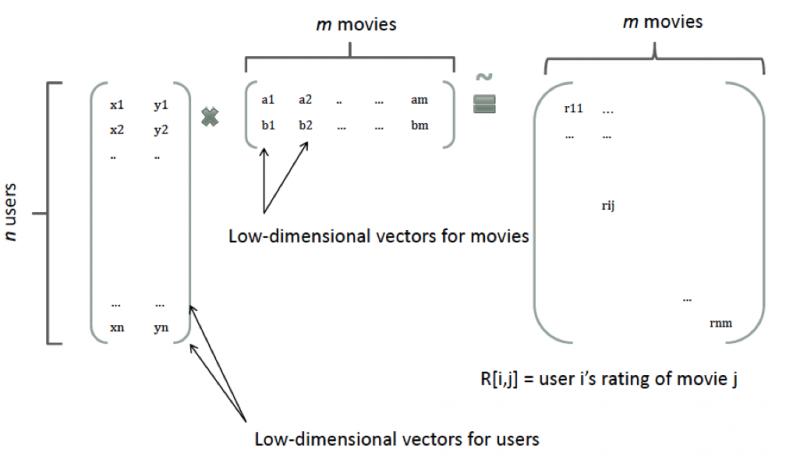 m movies
m movies
n users
x1 y1
x2 y2
.. ..
... ...
xn yn
a1 a2 .. ... am
b1 b2 ... ... bm
~
r11 ...
... ...
rij
...
rnm
Low-dimensional vectors for movies
R[i,j] = user i's rating of movie j
Low-dimensional vectors for users